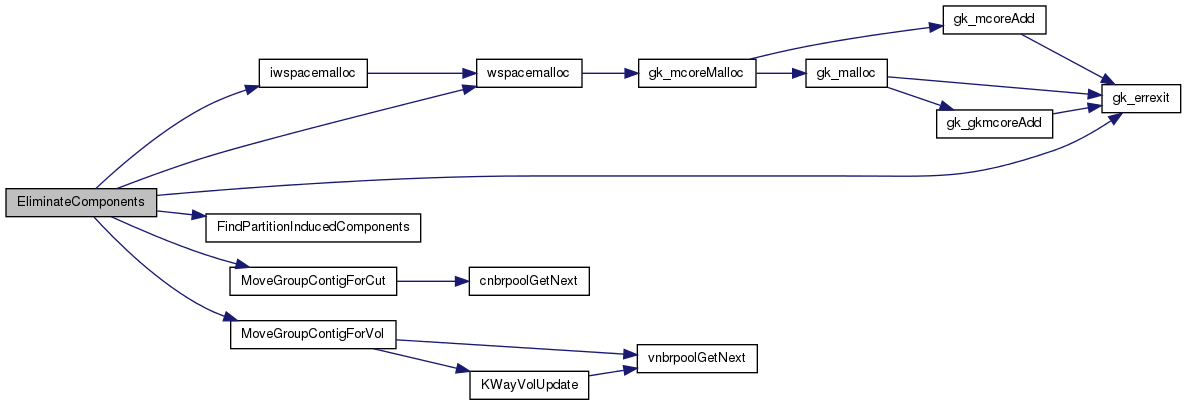 gk_mcoreAdd
iwspacemalloc
wspacemalloc
gk_mcoreMalloc
gk_malloc
gk_errexit
gk_gkmcoreAdd
EliminateComponents
FindPartitionInducedComponents
MoveGroupContigForCut
cnbrpoolGetNext
MoveGroupContigForVol
vnbrpoolGetNext
KWayVolUpdate